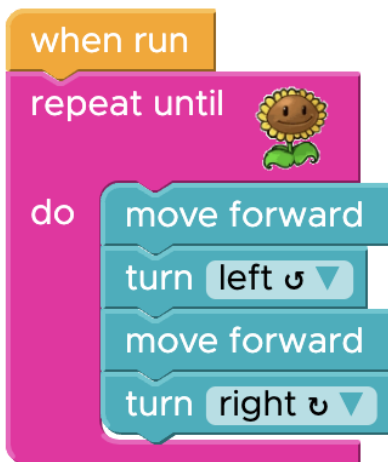 when run
repeat until
do move forward
turn left ↺ ▼
move forward
turn right ↻ ▼